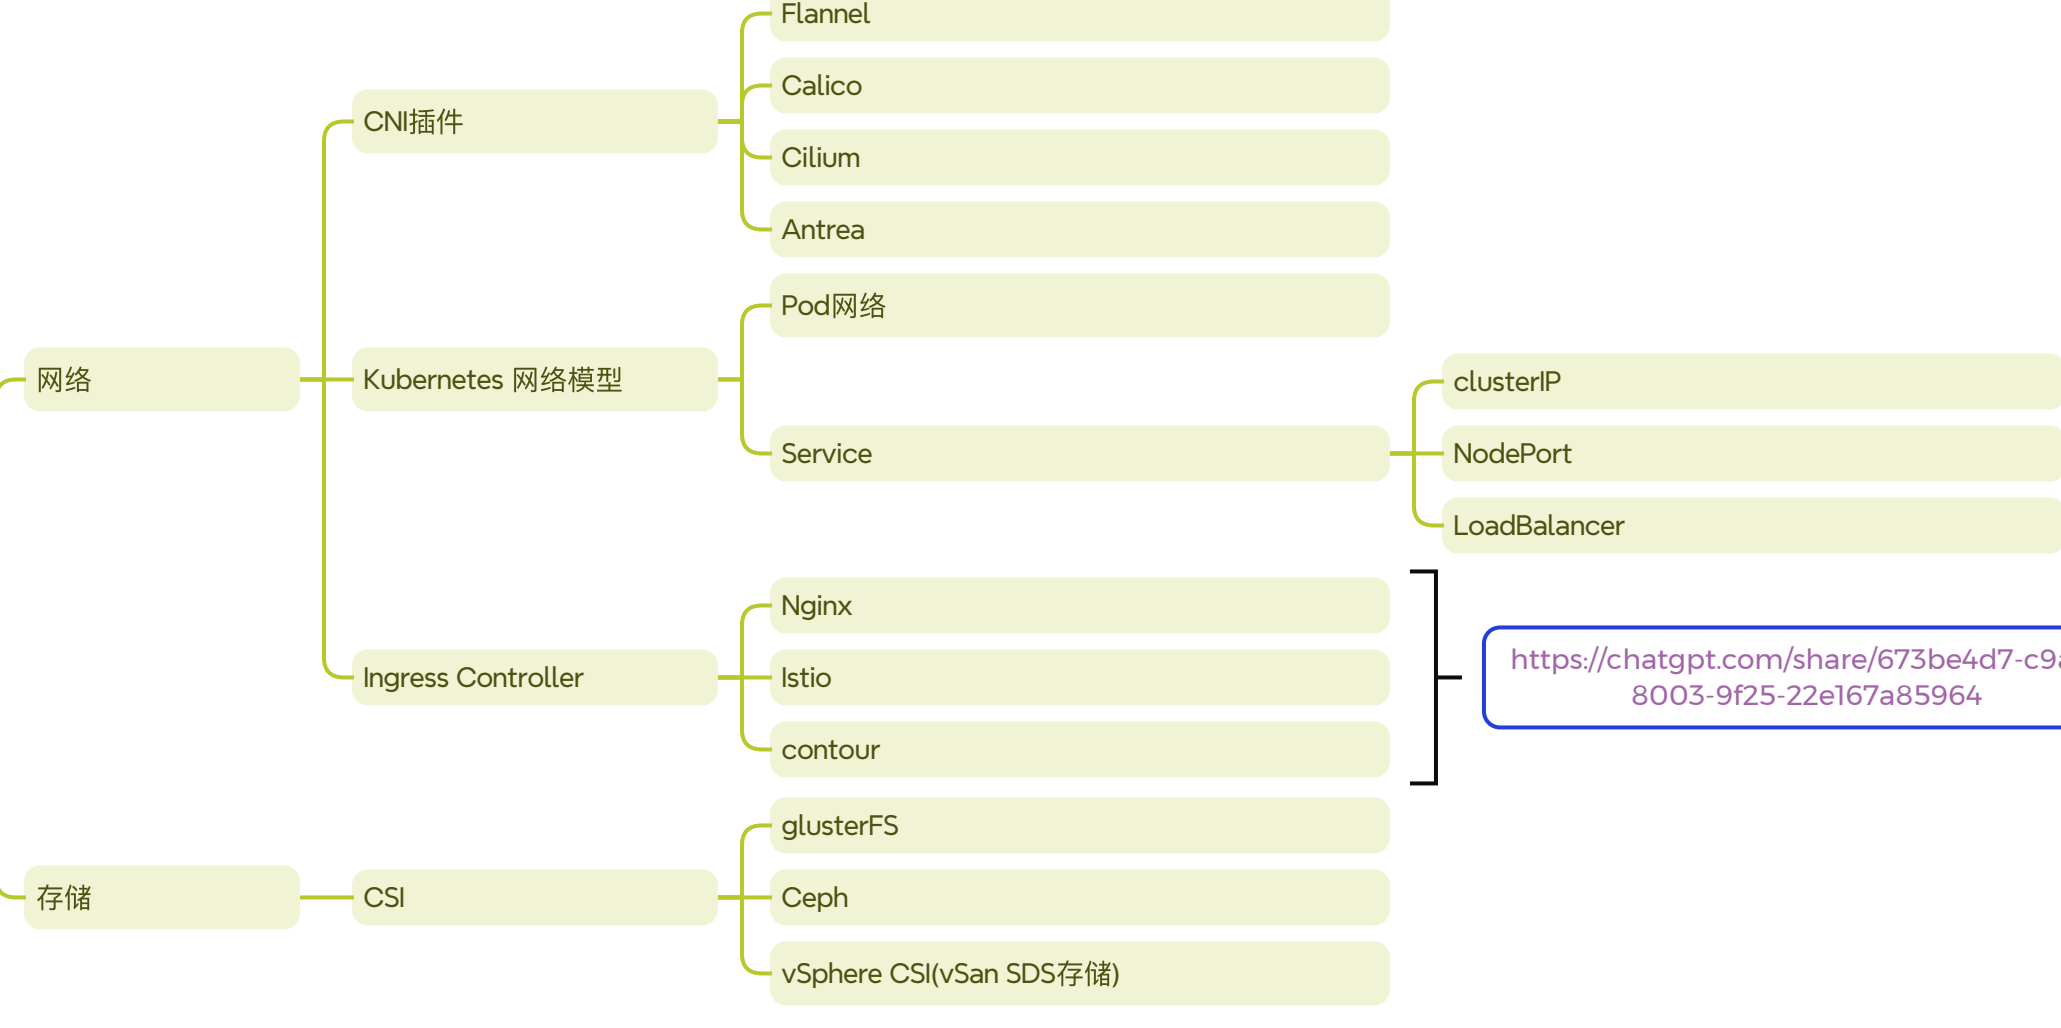 Flannel
Calico
CNI插件
Cilium
Antrea
Pod网络
网络
Kubernetes 网络模型
clusterIP
Service
NodePort
LoadBalancer
Nginx
Ingress Controller
Istio
https://chatgpt.com/share/673be4d7-c9
8003-9f25-22e167a85964
contour
glusterFS
存储
CSI
Ceph
vSphere CSI(vSan SDS存储)